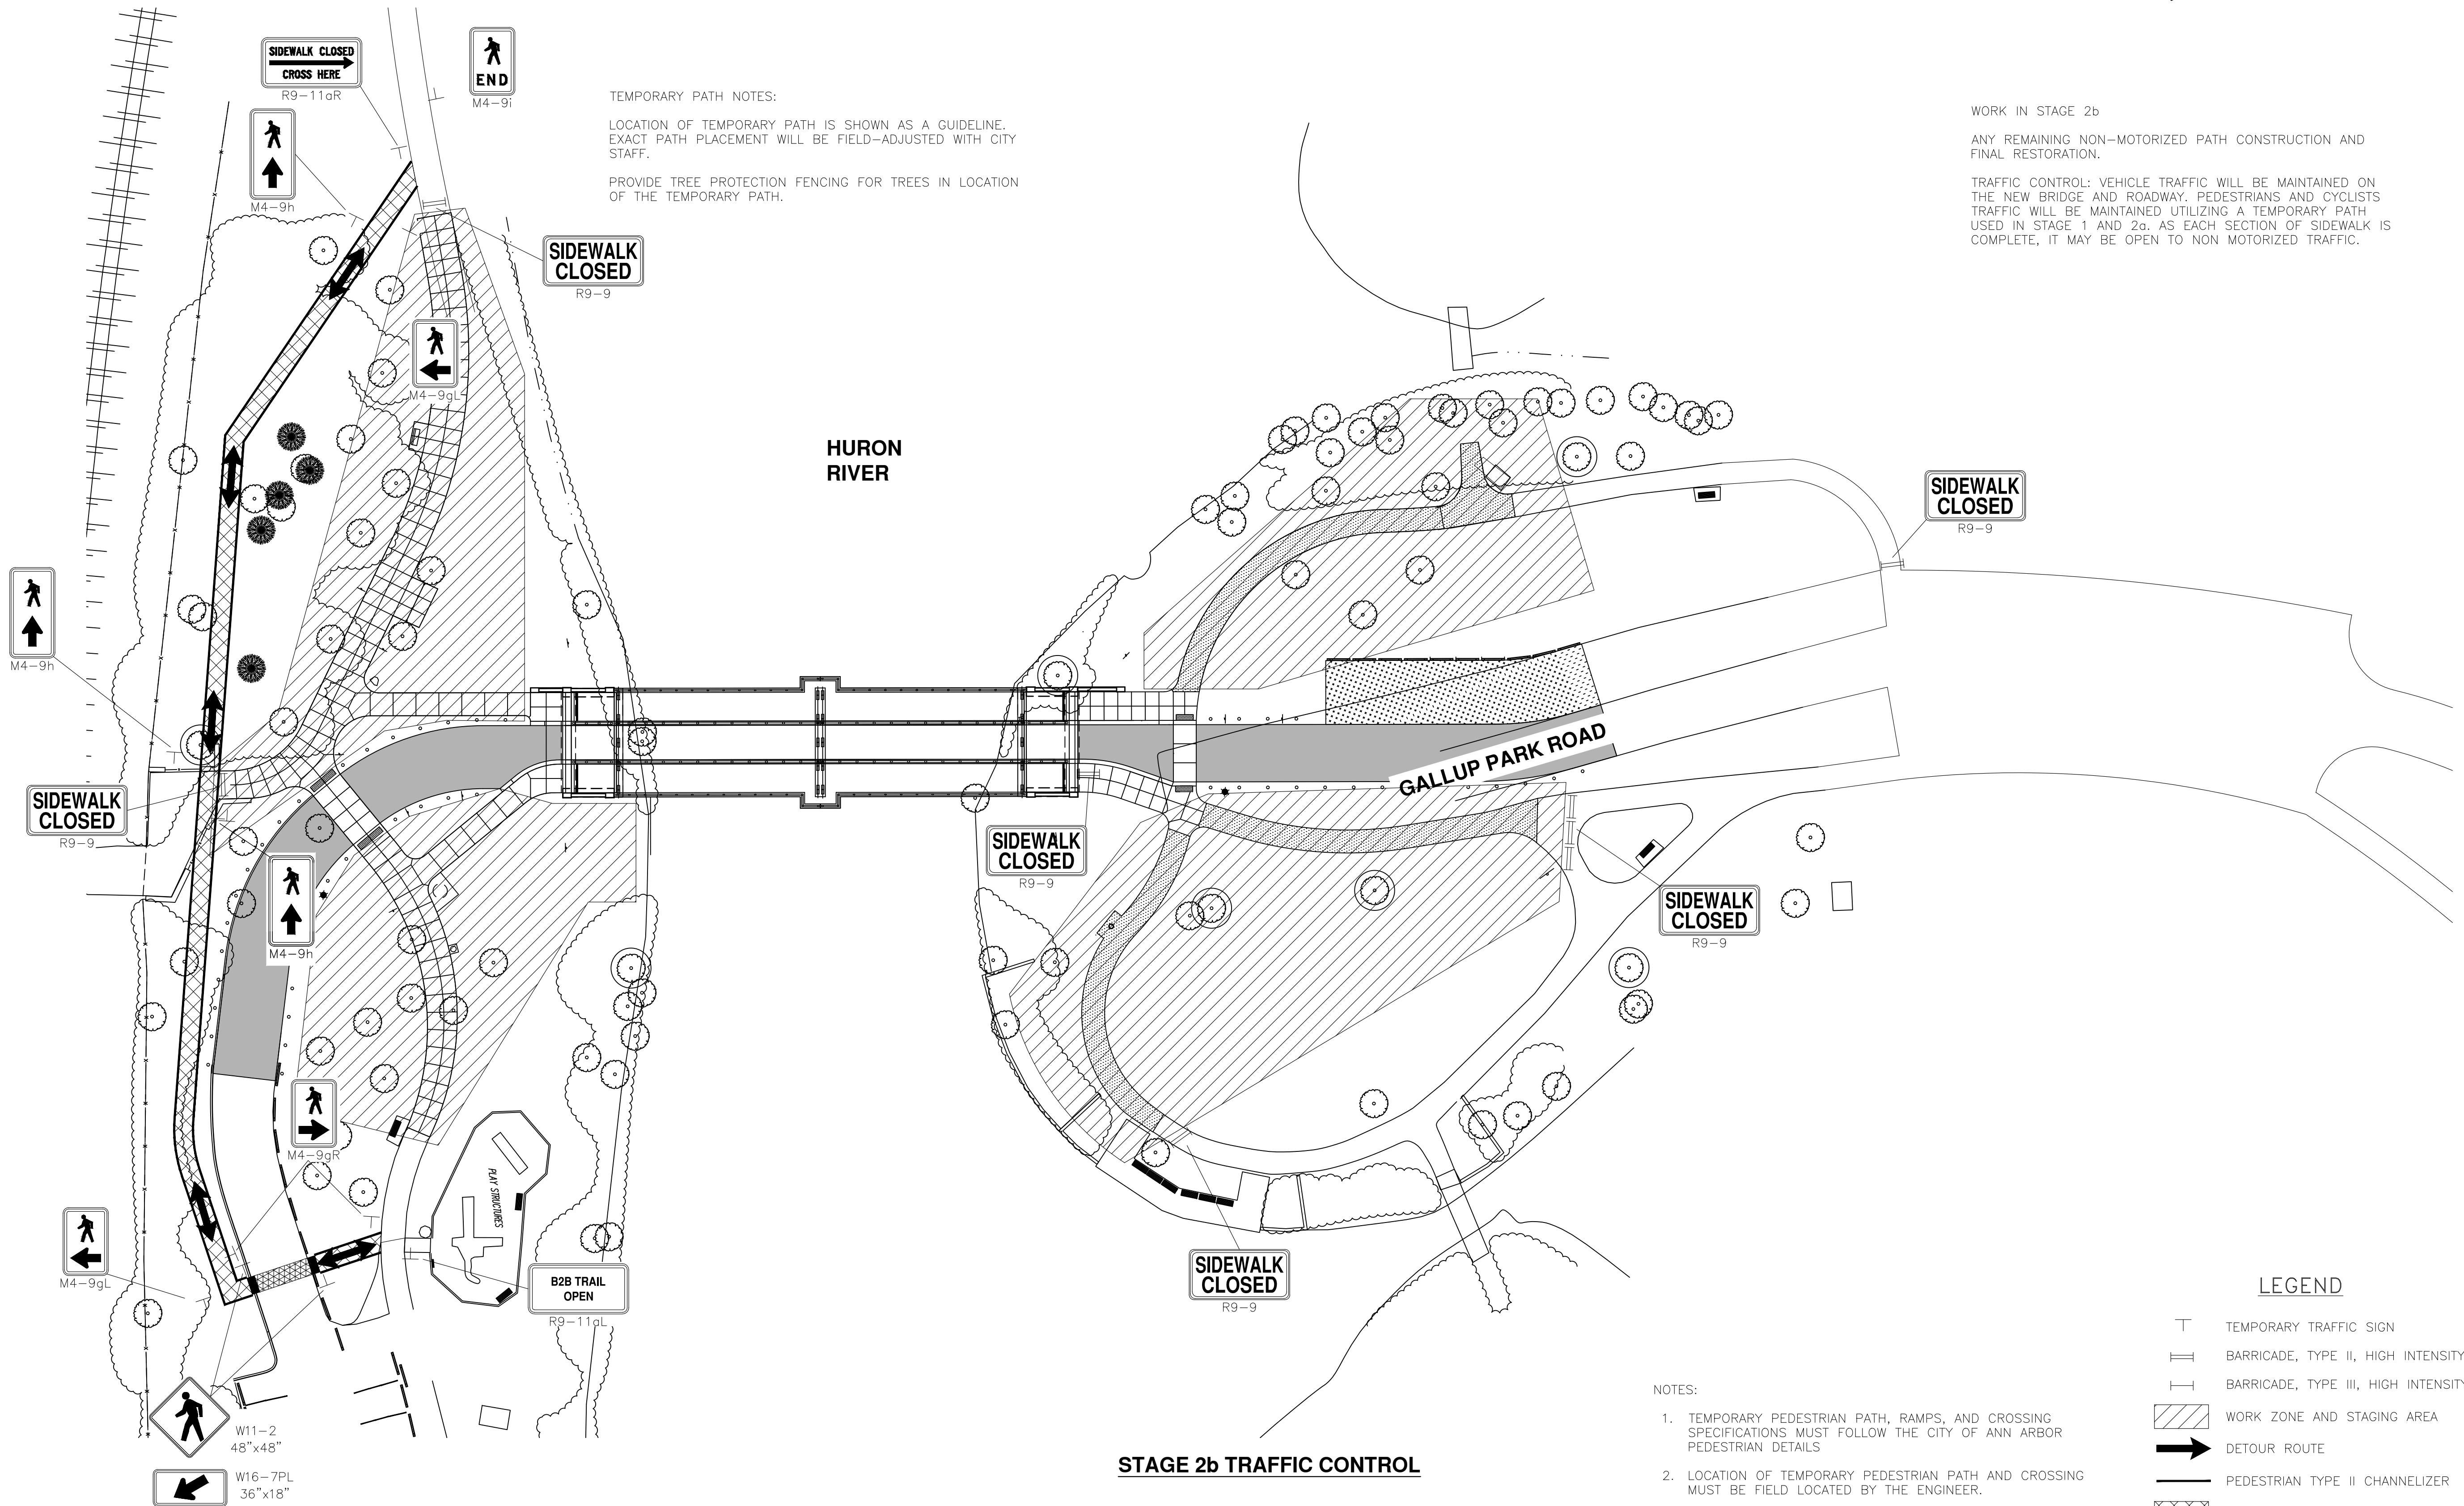 SIDEWALK CLOSED
CROSS HERE
R9-11aR
END
M4-9i
M4-9h
TEMPORARY PATH NOTES:
LOCATION OF TEMPORARY PATH IS SHOWN AS A GUIDELINE.
EXACT PATH PLACEMENT WILL BE FIELD-ADJUSTED WITH CITY
STAFF.
PROVIDE TREE PROTECTION FENCING FOR TREES IN LOCATION
OF THE TEMPORARY PATH.
WORK IN STAGE 2b
ANY REMAINING NON-MOTORIZED PATH CONSTRUCTION AND
FINAL RESTORATION.
TRAFFIC CONTROL: VEHICLE TRAFFIC WILL BE MAINTAINED ON
THE NEW BRIDGE AND ROADWAY. PEDESTRIANS AND CYCLISTS
TRAFFIC WILL BE MAINTAINED UTILIZING A TEMPORARY PATH
USED IN STAGE 1 AND 2a. AS EACH SECTION OF SIDEWALK IS
COMPLETE, IT MAY BE OPEN TO NON MOTORIZED TRAFFIC.
SIDEWALK
CLOSED
R9-9
M4-9gL
HURON
RIVER
SIDEWALK
CLOSED
R9-9
M4-9h
GALLUP PARK ROAD
SIDEWALK
CLOSED
R9-9
SIDEWALK
CLOSED
R9-9
SIDEWALK
CLOSED
R9-9
M4-9h
M4-9gR
PLAY STRUCTURES
M4-9gL
B2B TRAIL
OPEN
R9-11aL
SIDEWALK
CLOSED
R9-9
W11-2
48"x48"
W16-7PL
36"x18"
STAGE 2b TRAFFIC CONTROL
NOTES:
1. TEMPORARY PEDESTRIAN PATH, RAMPS, AND CROSSING
SPECIFICATIONS MUST FOLLOW THE CITY OF ANN ARBOR
PEDESTRIAN DETAILS
2. LOCATION OF TEMPORARY PEDESTRIAN PATH AND CROSSING
MUST BE FIELD LOCATED BY THE ENGINEER.
LEGEND
TEMPORARY TRAFFIC SIGN
BARRICADE, TYPE II, HIGH INTENSITY
BARRICADE, TYPE III, HIGH INTENSITY
WORK ZONE AND STAGING AREA
DETOUR ROUTE
PEDESTRIAN TYPE II CHANNELIZER